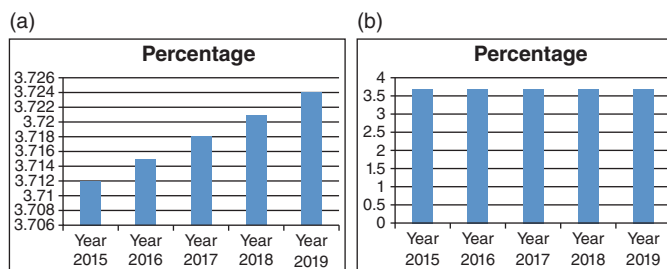 (a)
Percentage
3.726
3.724
3.722
3.72
3.718
3.716
3.714
3.712
3.71
3.708
3.706
Year Year Year Year Year
2015 2016 2017 2018 2019
(b)
Percentage
4
3.5
3
2.5
2
1.5
1
0.5
0
Year Year Year Year Year
2015 2016 2017 2018 2019